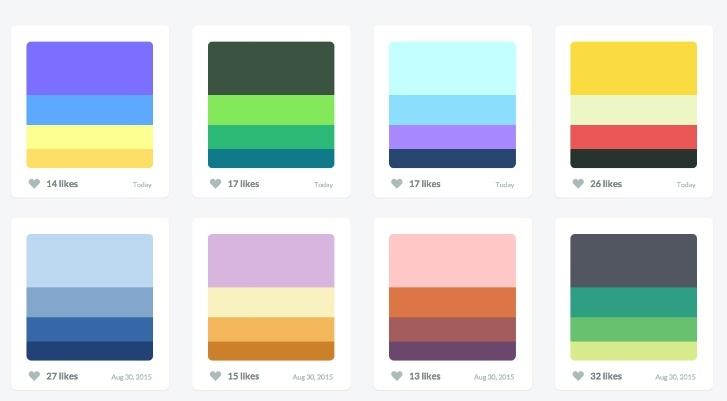 14 likes Today
17 likes Today
17 likes Today
26 likes Today
27 likes Aug 30, 2015
15 likes Aug 30, 2015
13 likes Aug 30, 2015
32 likes Aug 30, 2015